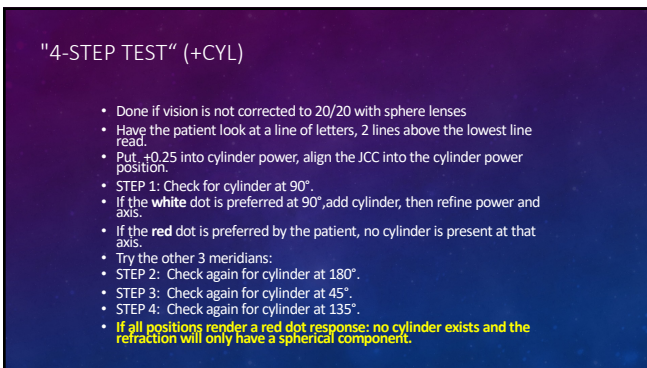 "4-STEP TEST“ (+CYL)
• Done if vision is not corrected to 20/20 with sphere lenses
• Have the patient look at a line of letters, 2 lines above the lowest line
read.
• Put +0.25 into cylinder power, align the JCC into the cylinder power
position.
• STEP 1: Check for cylinder at 90°.
• If the white dot is preferred at 90°,add cylinder, then refine power and
axis.
• If the red dot is preferred by the patient, no cylinder is present at that
axis.
• Try the other 3 meridians:
• STEP 2: Check again for cylinder at 180°.
• STEP 3: Check again for cylinder at 45°.
• STEP 4: Check again for cylinder at 135°.
• If all positions render a red dot response: no cylinder exists and the
refraction will only have a spherical component.